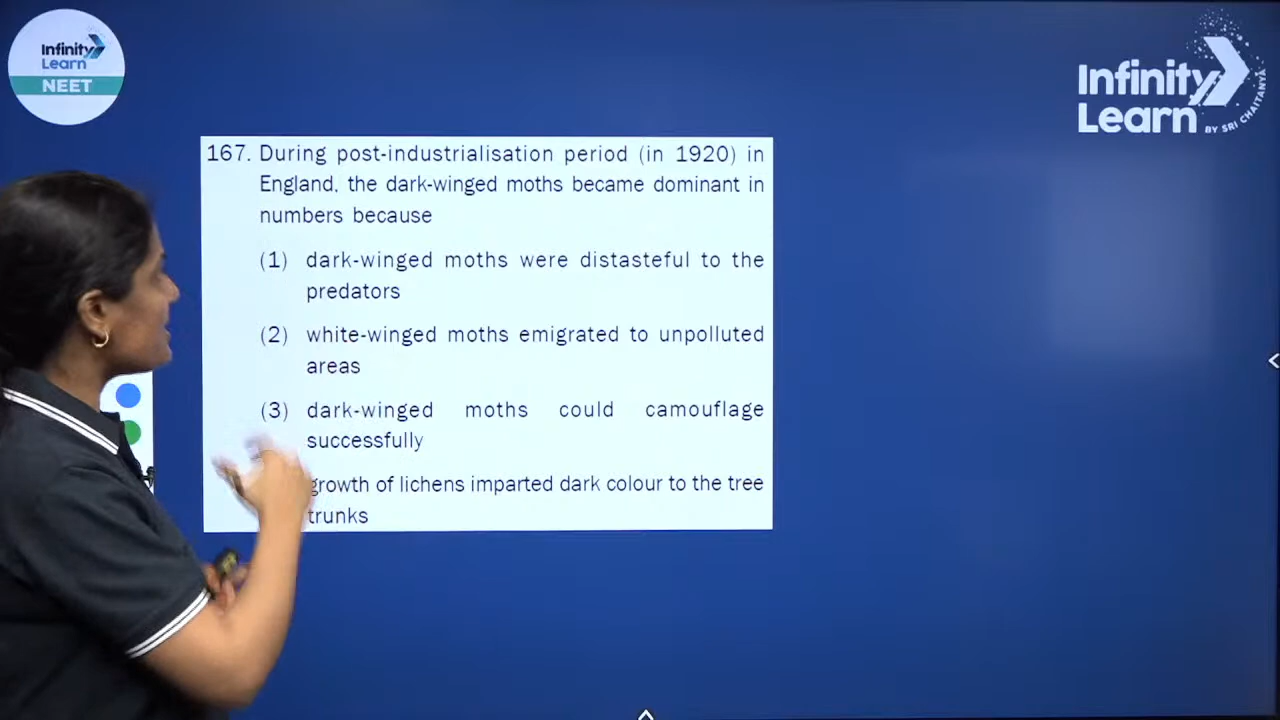 Infinity
Learn
NEET
Infinity
Learn
BY SRI CHAITANYA
167. During post-industrialisation period (in 1920) in
England, the dark-winged moths became dominant in
numbers because
(1) dark-winged moths were distasteful to the
predators
(2) white-winged moths emigrated to unpolluted
areas
(3) dark-winged moths could camouflage
successfully
growth of lichens imparted dark colour to the tree
trunks